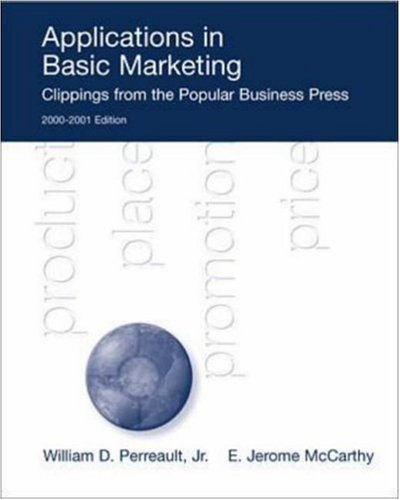 Applications in
Basic Marketing
Clippings from the Popular Business Press
2000-2001 Edition
product
place
promotion
price
William D. Perreault, Jr. E. Jerome McCarthy